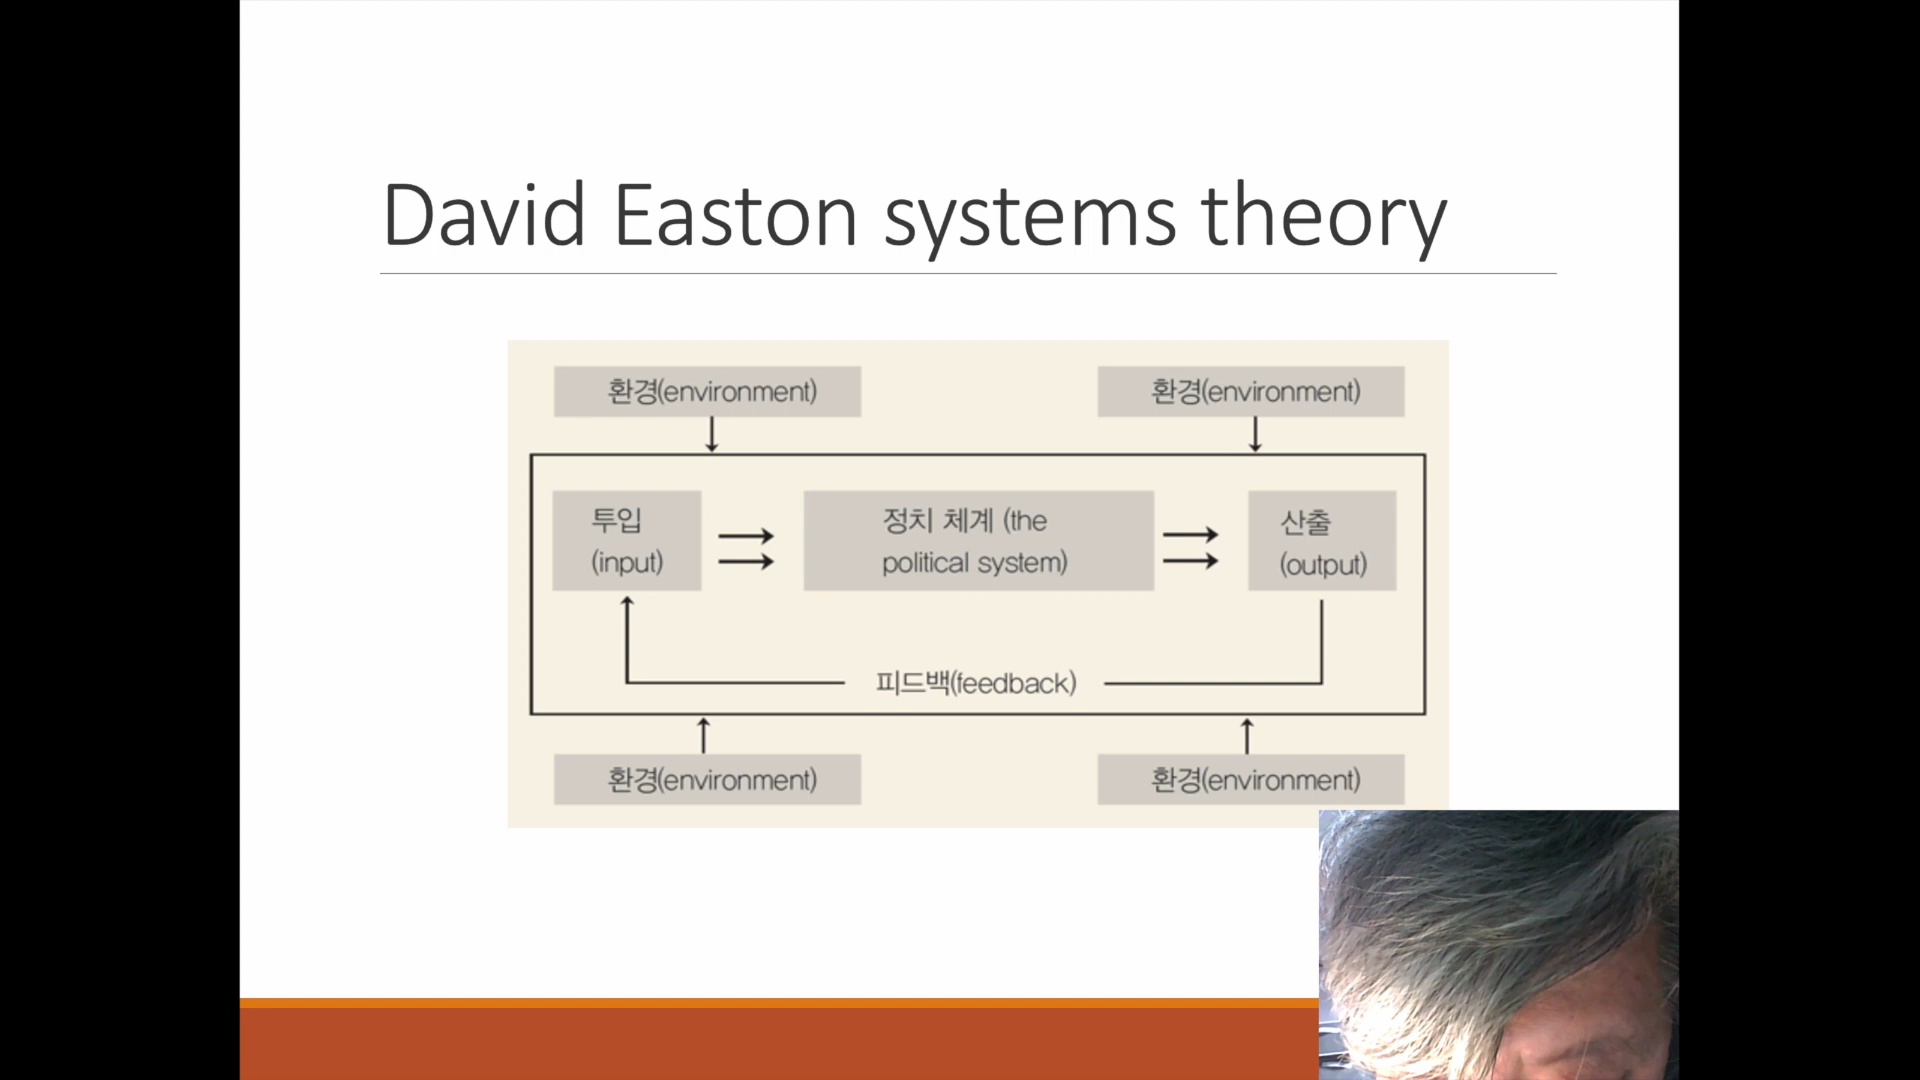 David Easton systems theory
환경(environment)
환경(environment)
투입
(input)
정치 체계 (the
political system)
산출
(output)
피드백(feedback)
환경(environment)
환경(environment)